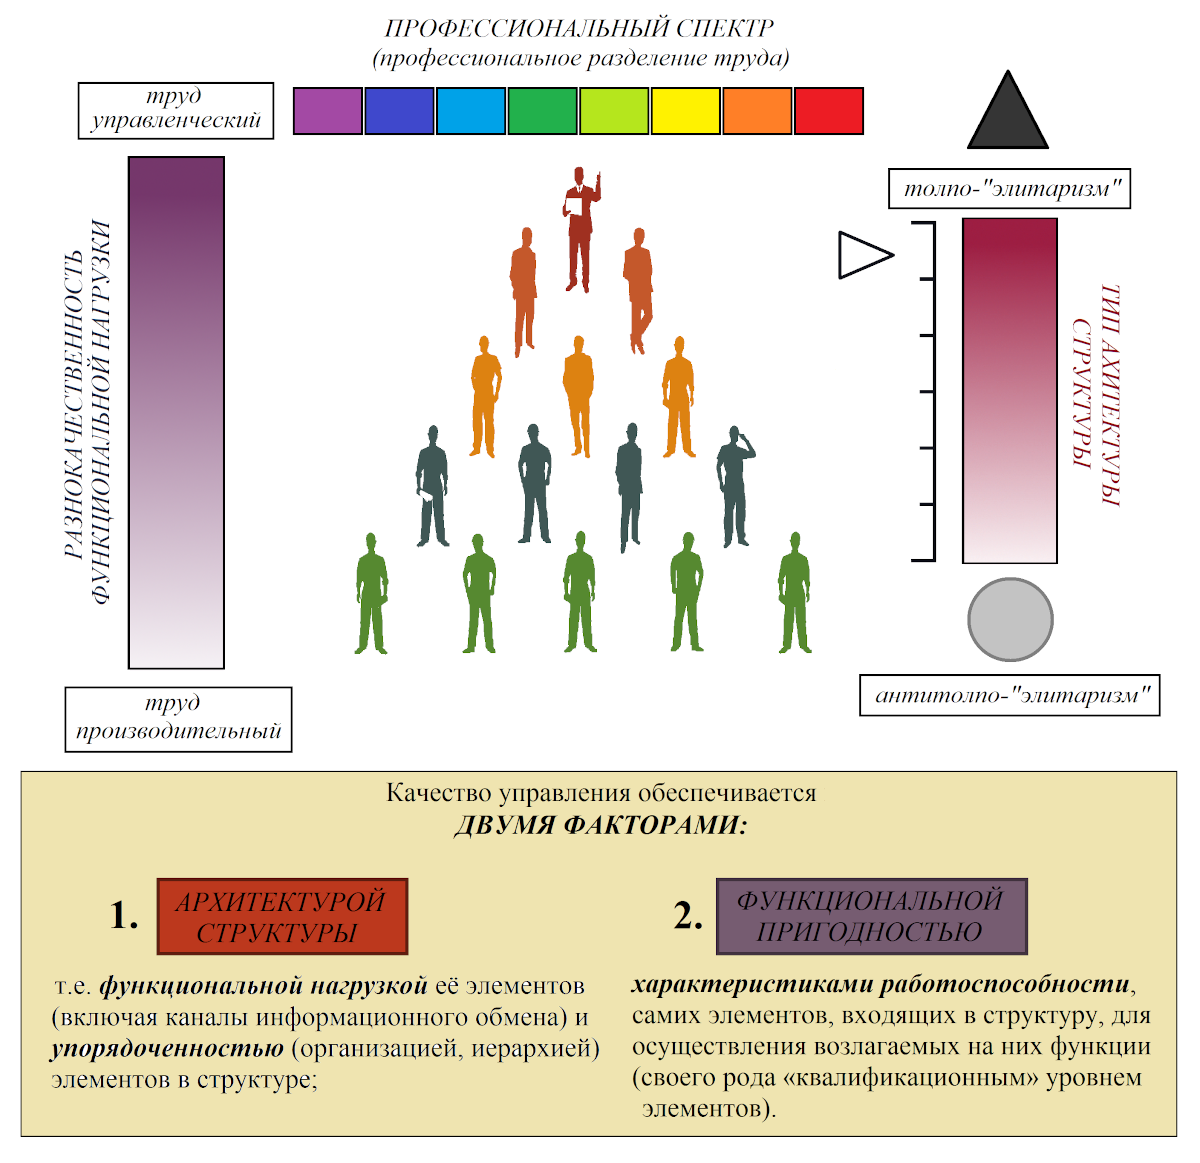 ПРОФЕССИОНАЛЬНЫЙ СПЕКТР
(профессиональное разделение труда)
труд
управленческий
РАЗНОКАЧЕСТВЕННОСТЬ
ФУНКЦИОНАЛЬНОЙ НАГРУЗКИ
труд
производительный
толпо-"элитаризм"
ТИП АХИТЕКТУРЫ
СТРУКТУРЫ
антитолпо-"элитаризм"
Качество управления обеспечивается
ДВУМЯ ФАКТОРАМИ:
1.
АРХИТЕКТУРОЙ
СТРУКТУРЫ
т.е. функциональной нагрузкой её элементов
(включая каналы информационного обмена) и
упорядоченностью (организацией, иерархией)
элементов в структуре;
2.
ФУНКЦИОНАЛЬНОЙ
ПРИГОДНОСТЬЮ
характеристиками работоспособности,
самих элементов, входящих в структуру, для
осуществления возлагаемых на них функции
(своего рода «квалификационным» уровнем
элементов).